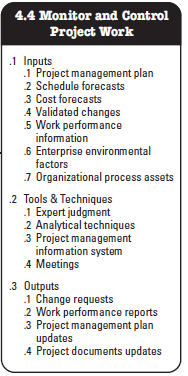 4.4 Monitor and Control
Project Work
.1 Inputs
.1 Project management plan
.2 Schedule forecasts
.3 Cost forecasts
.4 Validated changes
.5 Work performance
information
.6 Enterprise environmental
factors
.7 Organizational process assets
.2 Tools & Techniques
.1 Expert judgment
.2 Analytical techniques
.3 Project management
information system
.4 Meetings
.3 Outputs
.1 Change requests
.2 Work performance reports
.3 Project management plan
updates
.4 Project documents updates